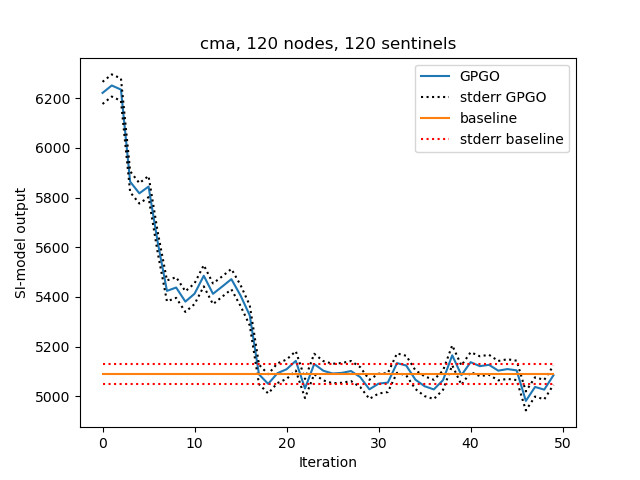 cma, 120 nodes, 120 sentinels
GPGO
stderr GPGO
baseline
stderr baseline
SI-model output
6200
6000
5800
5600
5400
5200
5000
0 10 20 30 40 50
Iteration